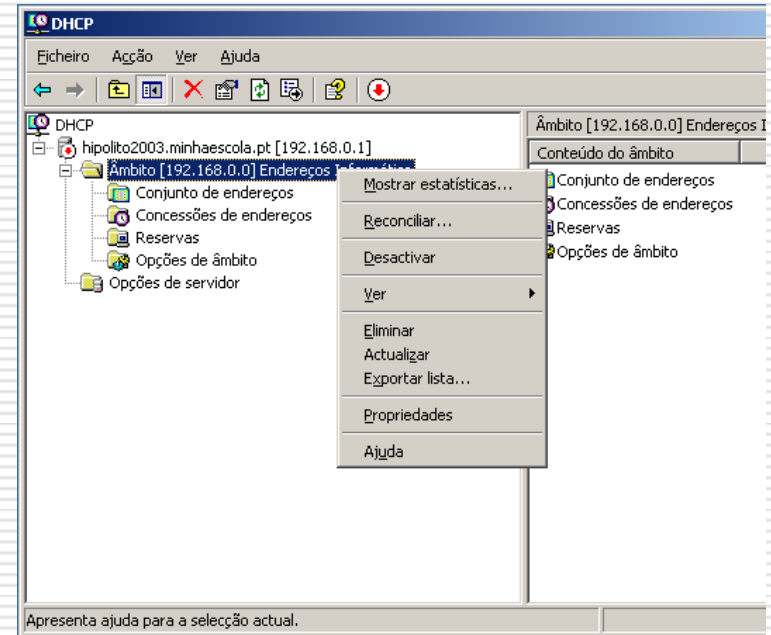 DHCP
Ficheiro Acção Ver Ajuda
DHCP
hipolito2003.minhaescola.pt [192.168.0.1]
Âmbito [192.168.0.0] Endereços
Conjunto de endereços
Concessões de endereços
Reservas
Opções de âmbito
Opções de servidor
Mostrar estatísticas...
Reconciliar...
Desactivar
Ver
Eliminar
Actualizar
Exportar lista...
Propriedades
Ajuda
Âmbito [192.168.0.0] Endereços I
Conteúdo do âmbito
Conjunto de endereços
Concessões de endereços
Reservas
Opções de âmbito
Apresenta ajuda para a selecção actual.